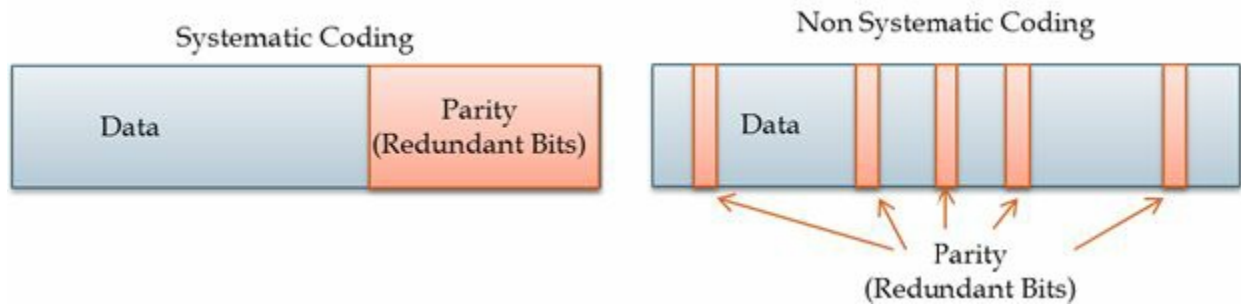 Systematic Coding
Data
Parity
(Redundant Bits)
Non Systematic Coding
Data
Parity
(Redundant Bits)